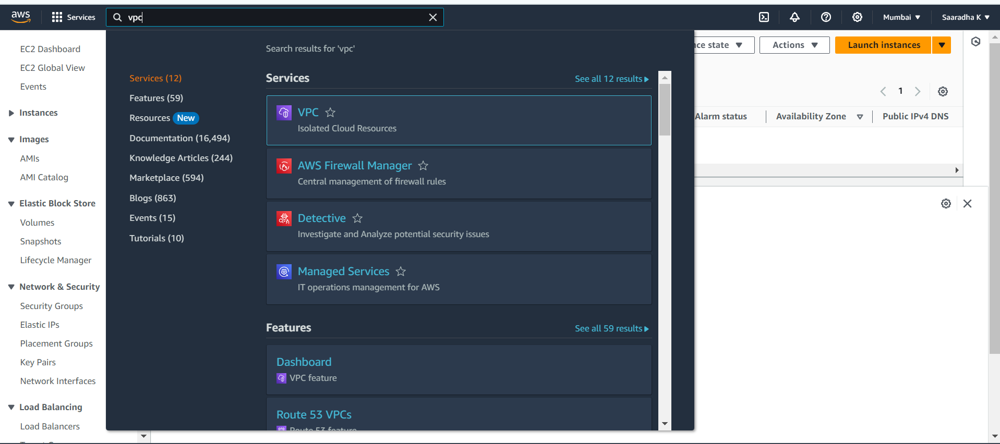 aws
Services
vpc
Mumbai ▼
Saaradha K ▼
EC2 Dashboard
EC2 Global View
Events
Instances
Images
AMIs
AMI Catalog
Elastic Block Store
Volumes
Snapshots
Lifecycle Manager
Network & Security
Security Groups
Elastic IPs
Placement Groups
Key Pairs
Network Interfaces
Load Balancing
Load Balancers
Search results for 'vpc'
Services (12)
Features (59)
Resources New
Documentation (16,494)
Knowledge Articles (244)
Marketplace (594)
Blogs (863)
Events (15)
Tutorials (10)
Services
See all 12 results
VPC
Isolated Cloud Resources
AWS Firewall Manager
Central management of firewall rules
Detective
Investigate and Analyze potential security issues
Managed Services
IT operations management for AWS
Features
See all 59 results
Dashboard
VPC feature
Route 53 VPCs
Route 53 feature
nce state
Actions
Launch instances
1
Alarm status
Availability Zone
Public IPv4 DNS